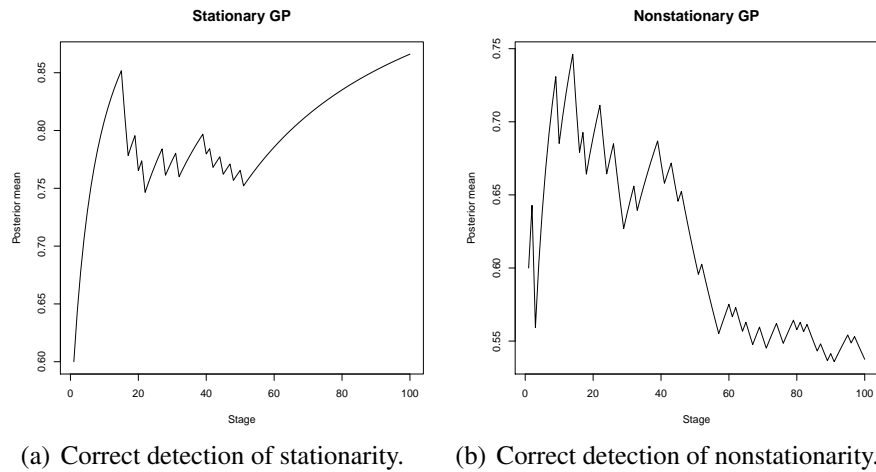 Stationary GP
Posterior mean
0.85
0.80
0.75
0.70
0.65
0.60
0 20 40 60 80 100
Stage
(a) Correct detection of stationarity.
Nonstationary GP
Posterior mean
0.75
0.70
0.65
0.60
0.55
0 20 40 60 80 100
Stage
(b) Correct detection of nonstationarity.